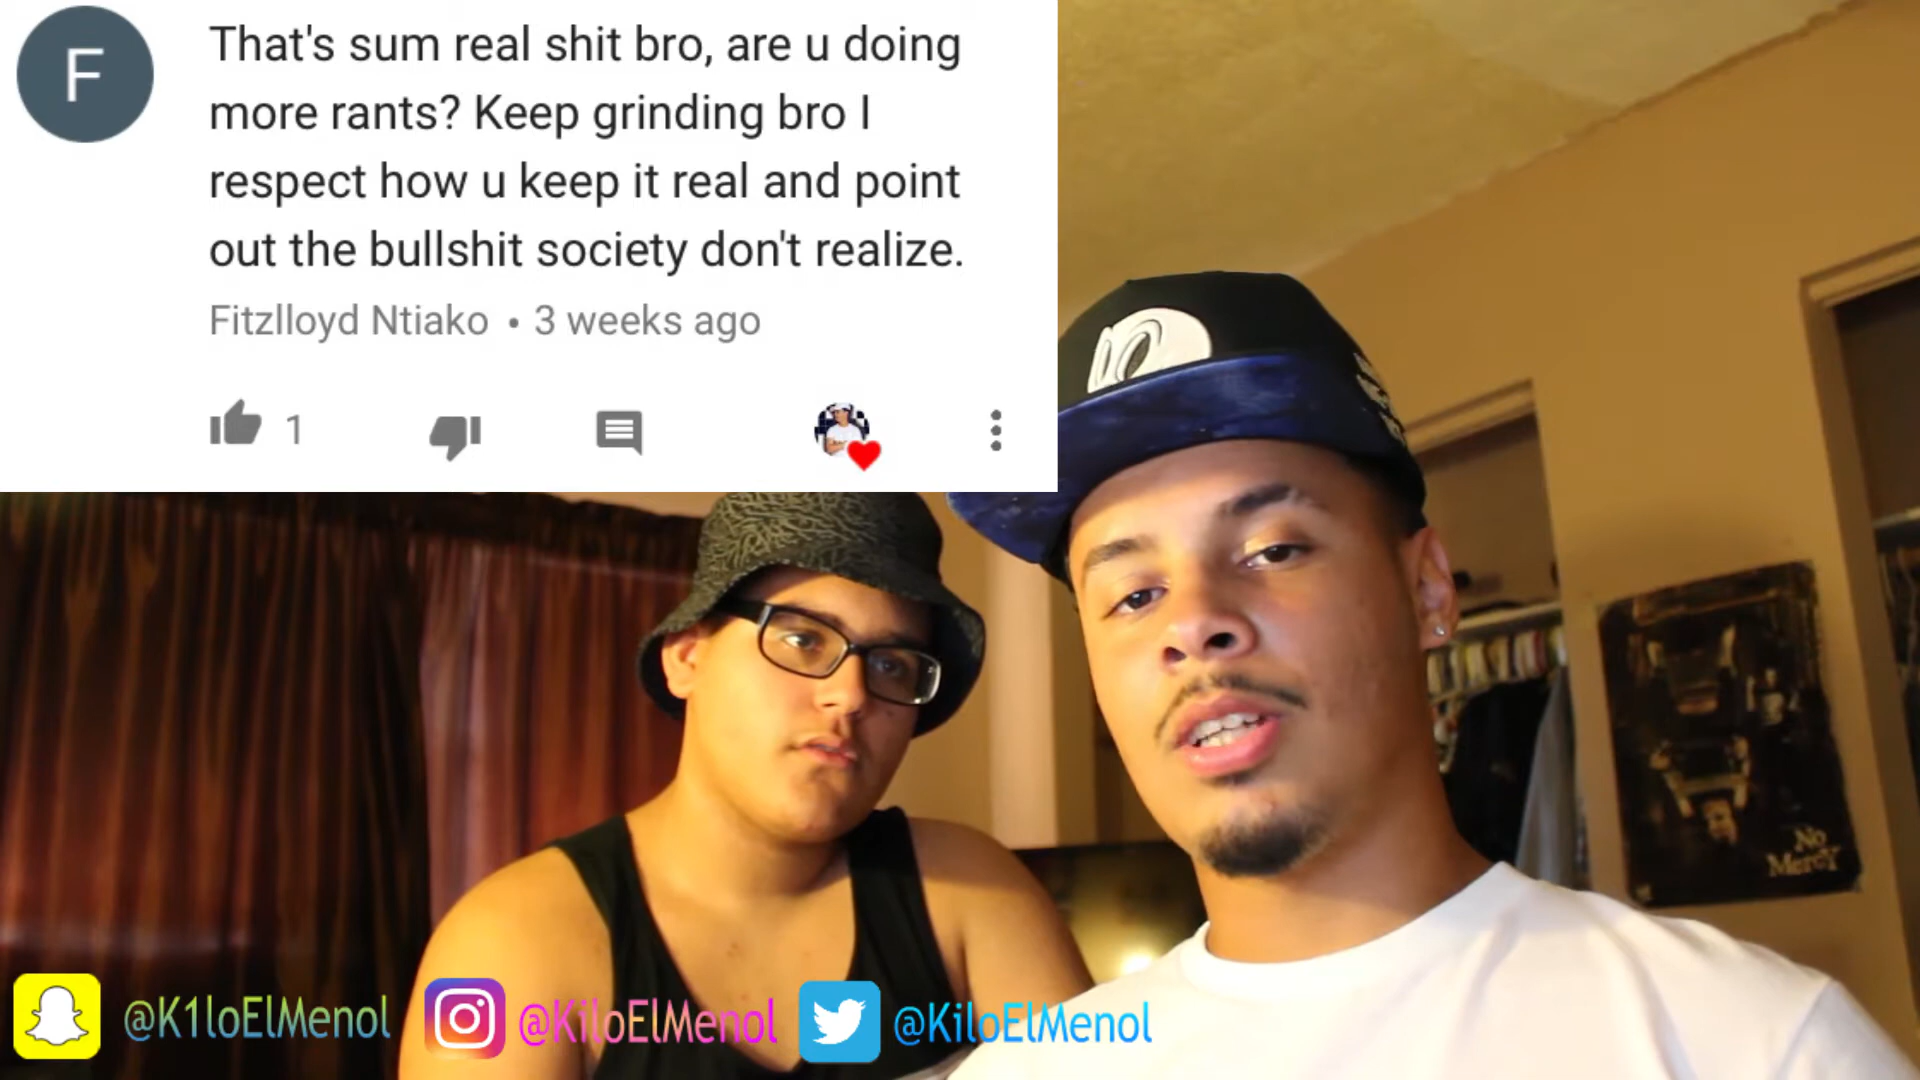 F
That's sum real shit bro, are u doing
more rants? Keep grinding bro I
respect how u keep it real and point
out the bullshit society don't realize.
Fitzlloyd Ntiako • 3 weeks ago
1
No
Mercy
@K1loElMenol @KiloElMenol @KiloElMenol